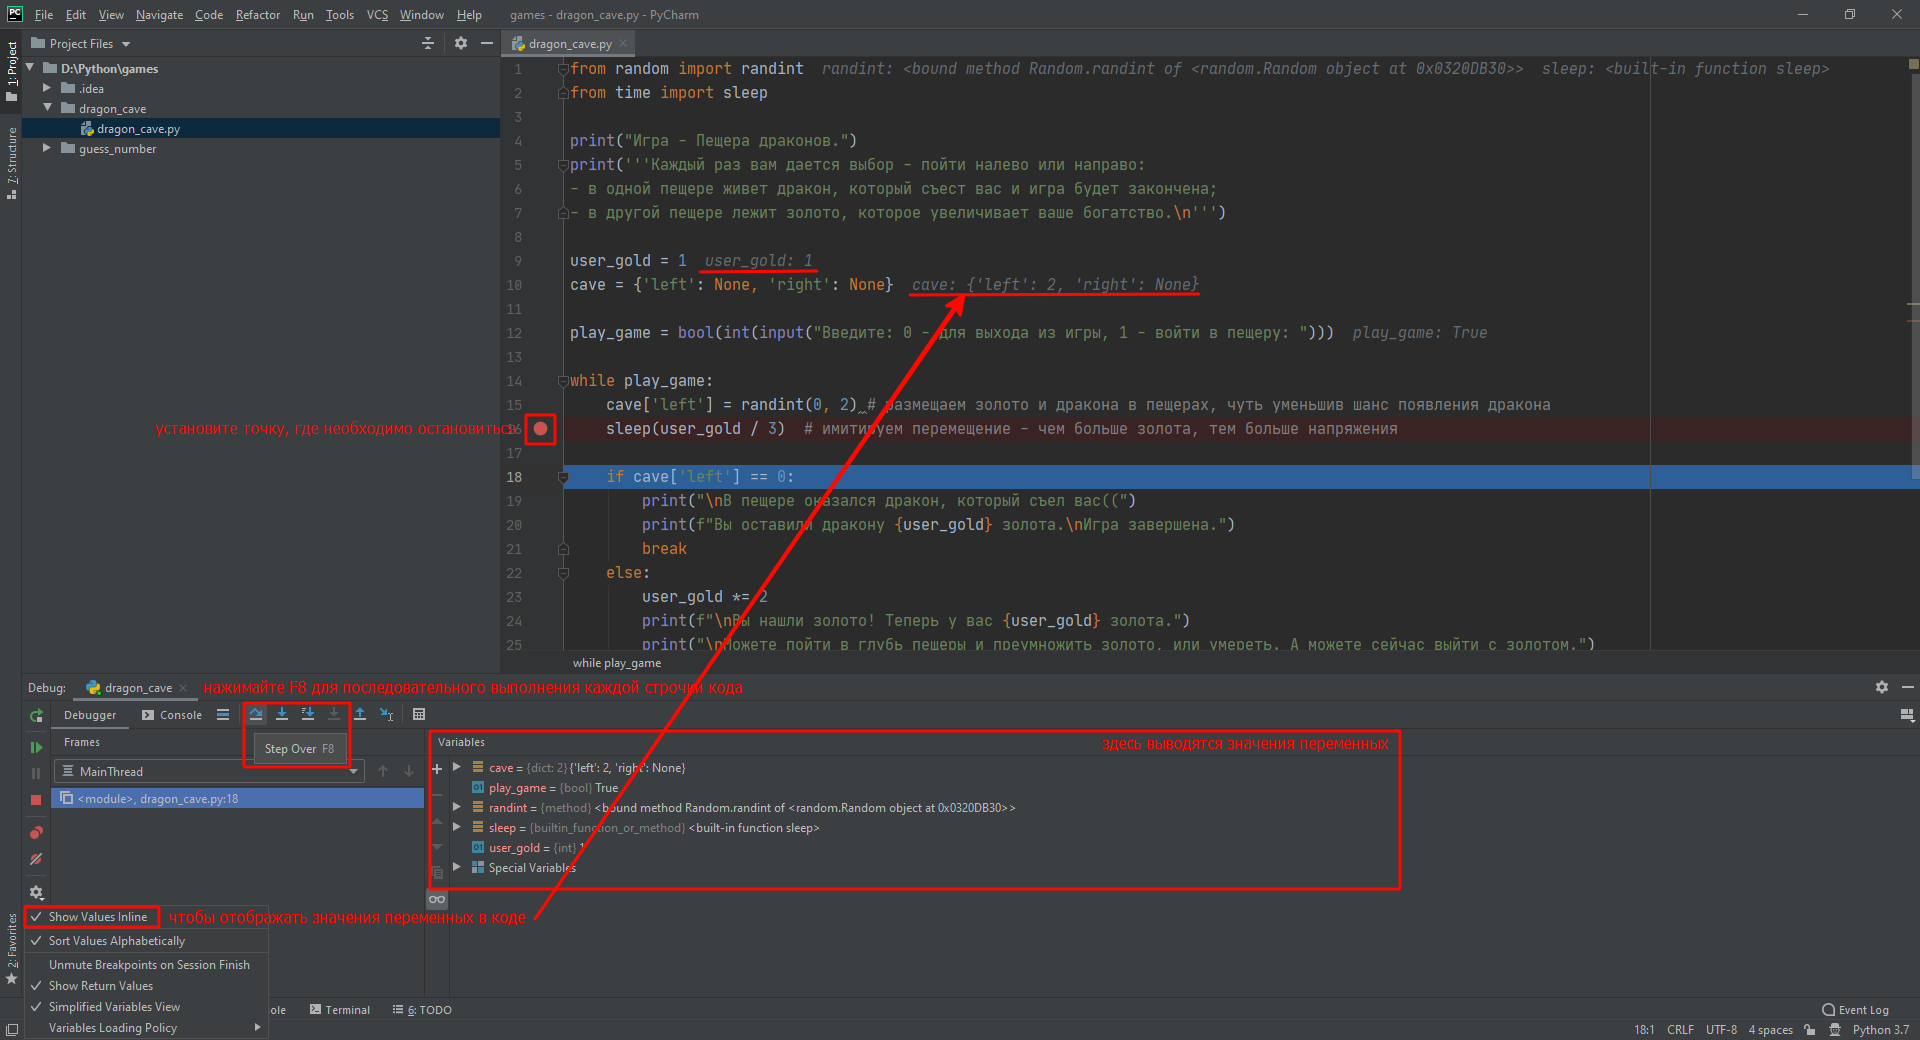 PC File Edit View Navigate Code Refactor Run Tools VCS Window Help games - dragon_cave.py - PyCharm
Project Files
dragon_cave.py
1: Project
7: Structure
2: Favorites
D:\Python\games
.idea
dragon_cave
dragon_cave.py
guess_number
1 from random import randint randint: <bound method Random.randint of <random.Random object at 0x0320DB30>> sleep: <built-in function sleep>
2 from time import sleep
3
4 print("Игра - Пещера драконов.")
5 print('''Каждый раз вам дается выбор - пойти налево или направо:
6 - в одной пещере живет дракон, который съест вас и игра будет закончена;
7 - в другой пещере лежит золото, которое увеличивает ваше богатство.\n''')
8
9 user_gold = 1 user_gold: 1
10 cave = {'left': None, 'right': None} cave: {'left': 2, 'right': None}
11
12 play_game = bool(int(input("Введите: 0 - для выхода из игры, 1 - войти в пещеру: "))) play_game: True
13
14 while play_game:
15 cave['left'] = randint(0, 2) # размещаем золото и дракона в пещерах, чуть уменьшив шанс появления дракона
установите точку, где необходимо остановиться
16 sleep(user_gold / 3) # имитируем перемещение - чем больше золота, тем больше напряжения
17
18 if cave['left'] == 0:
19 print("\nВ пещере оказался дракон, который съел вас((")
20 print(f"Вы оставили дракону {user_gold} золота.\nИгра завершена.")
21 break
22 else:
23 user_gold *= 2
24 print(f"\nВы нашли золото! Теперь у вас {user_gold} золота.")
25 print("\nМожете пойти в глубь пещеры и преумножить золото, или умереть. А можете сейчас выйти с золотом.")
while play_game
Debug: dragon_cave нажимайте F8 для последовательного выполнения каждой строчки кода
Debugger Console
Step Over F8
Frames
MainThread
<module>, dragon_cave.py:18
Variables здесь выводятся значения переменных
cave = {dict: 2} {'left': 2, 'right': None}
01 play_game = {bool} True
randint = {method} <bound method Random.randint of <random.Random object at 0x0320DB30>>
sleep = {builtin_function_or_method} <built-in function sleep>
01 user_gold = {int} 1
Special Variables
Show Values Inline чтобы отображать значения переменных в коде
Sort Values Alphabetically
Unmute Breakpoints on Session Finish
Show Return Values
Simplified Variables View
Variables Loading Policy
ole Terminal 6: TODO Event Log
18:1 CRLF UTF-8 4 spaces Python 3.7